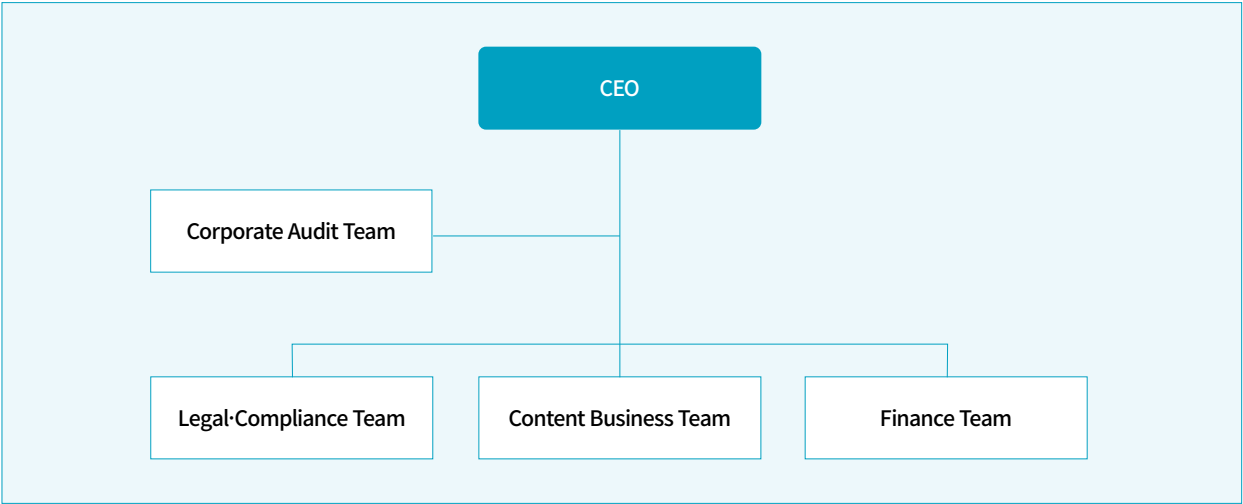 CEO
Corporate Audit Team
Legal·Compliance Team
Content Business Team
Finance Team